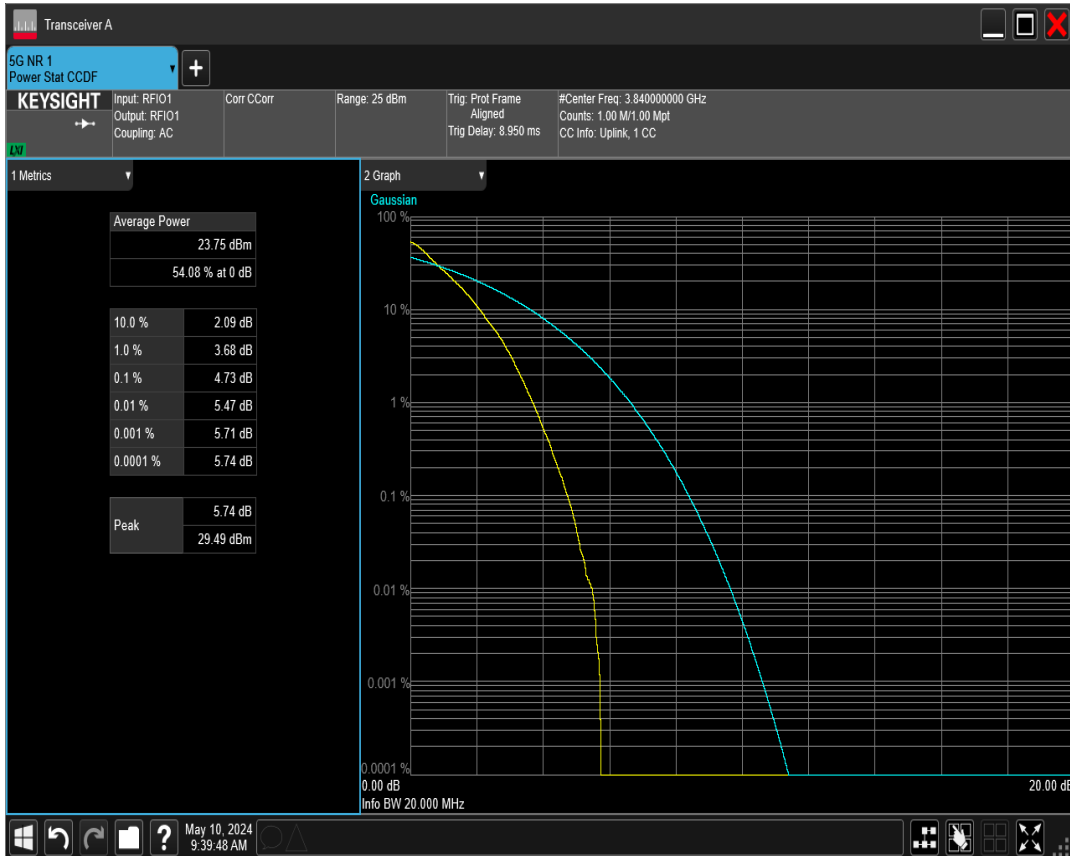 Transceiver A
5G NR 1
Power Stat CCDF
KEYSIGHT
LXI
Input: RFIO1
Output: RFIO1
Coupling: AC
Corr CCorr
Range: 25 dBm
Trig: Prot Frame
Aligned
Trig Delay: 8.950 ms
#Center Freq: 3.840000000 GHz
Counts: 1.00 M/1.00 Mpt
CC Info: Uplink, 1 CC
1 Metrics
Average Power
23.75 dBm
54.08 % at 0 dB
10.0 % 2.09 dB
1.0 % 3.68 dB
0.1 % 4.73 dB
0.01 % 5.47 dB
0.001 % 5.71 dB
0.0001 % 5.74 dB
Peak
5.74 dB
29.49 dBm
2 Graph
Gaussian
100 %
10 %
1 %
0.1 %
0.01 %
0.001 %
0.0001 %
0.00 dB 20.00 dB
Info BW 20.000 MHz
?
May 10, 2024
9:39:48 AM